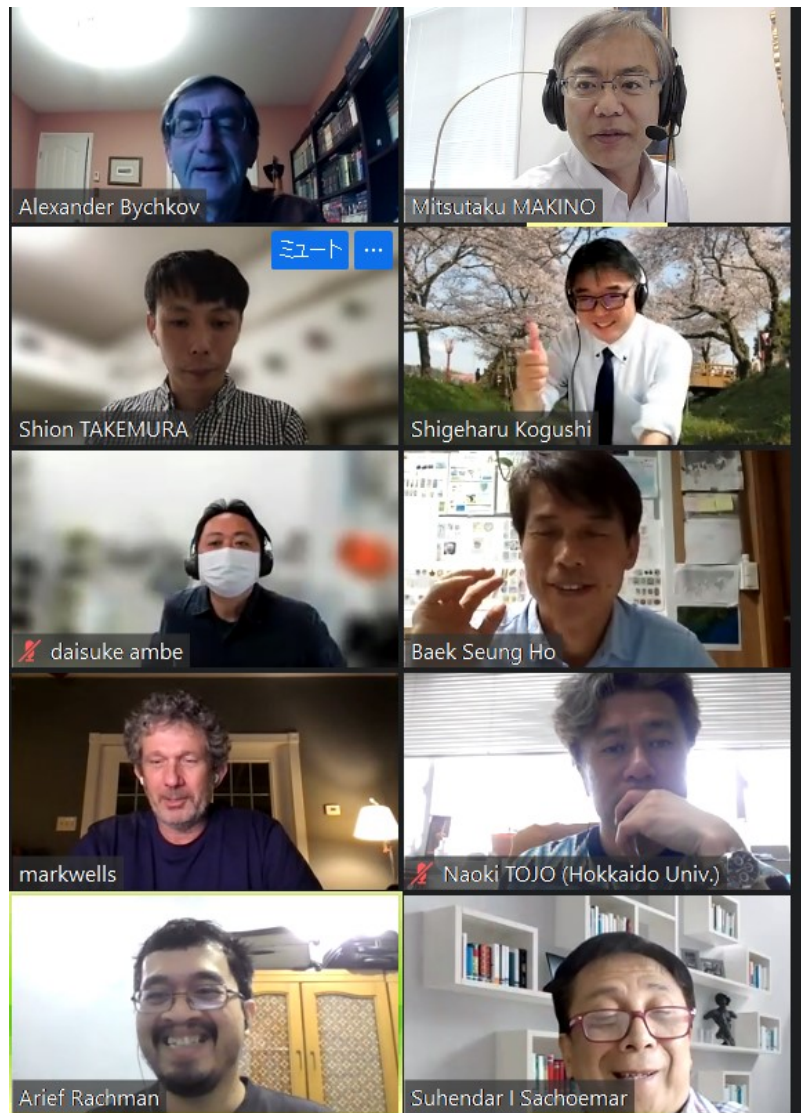 Alexander Bychkov
Mitsutaku MAKINO
ミュート ...
Shion TAKEMURA
Shigeharu Kogushi
daisuke ambe
Baek Seung Ho
markwells
Naoki TOJO (Hokkaido Univ.)
Arief Rachman
Suhendar I Sachoemar